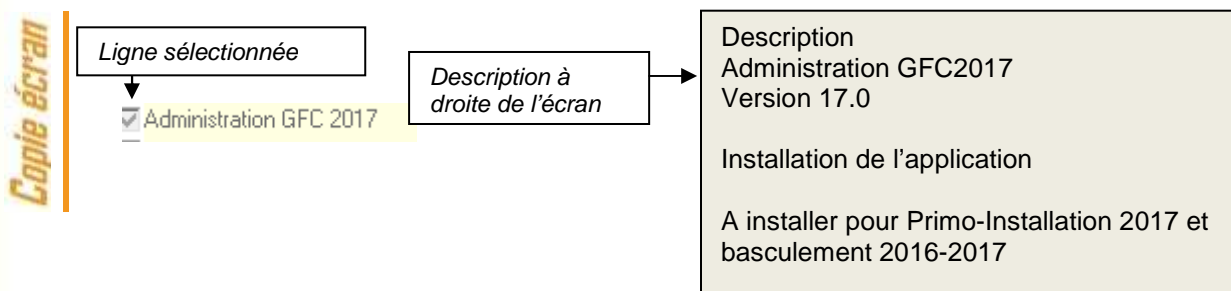 Copie écran
Ligne sélectionnée
Administration GFC 2017
Description à
droite de l'écran
Description
Administration GFC2017
Version 17.0
Installation de l'application
A installer pour Primo-Installation 2017 et
basculement 2016-2017